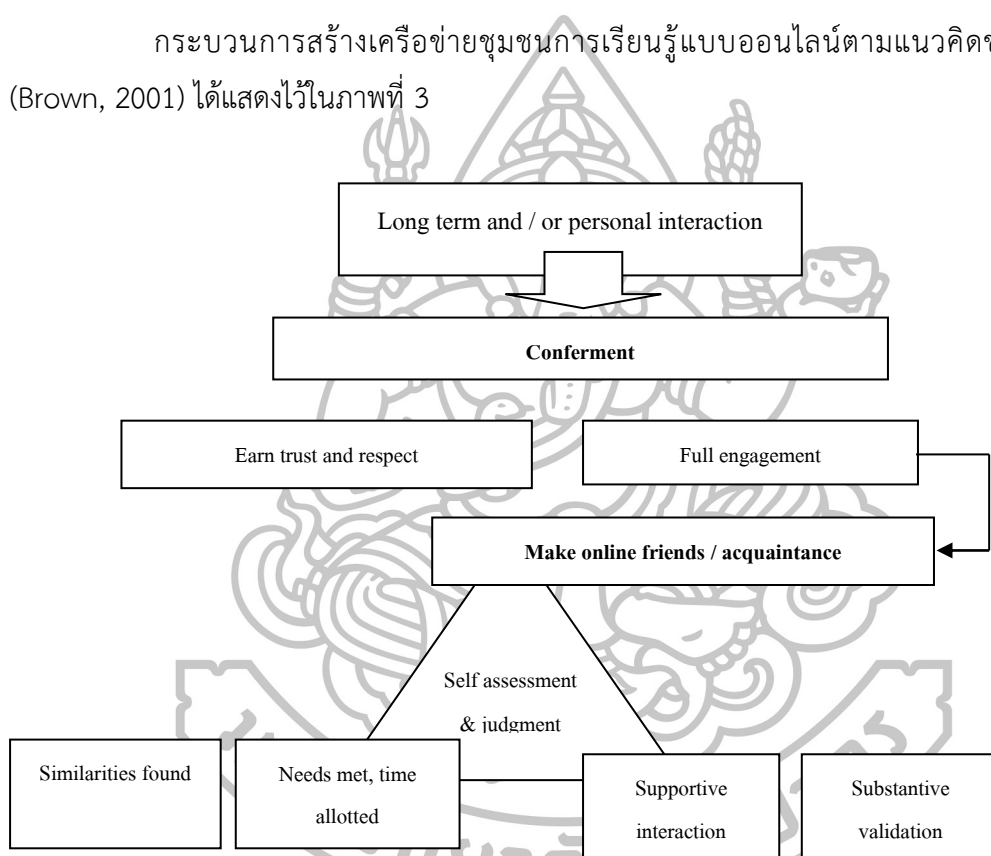 กระบวนการสร้างเครือข่ายชุมชนการเรียนรู้แบบออนไลน์ตามแนวคิด
(Brown, 2001) ได้แสดงไว้ในภาพที่ 3
Long term and / or personal interaction
Conferment
Earn trust and respect
Full engagement
Make online friends / acquaintance
Self assessment
& judgment
Similarities found
Needs met, time
allotted
Supportive
interaction
Substantive
validation